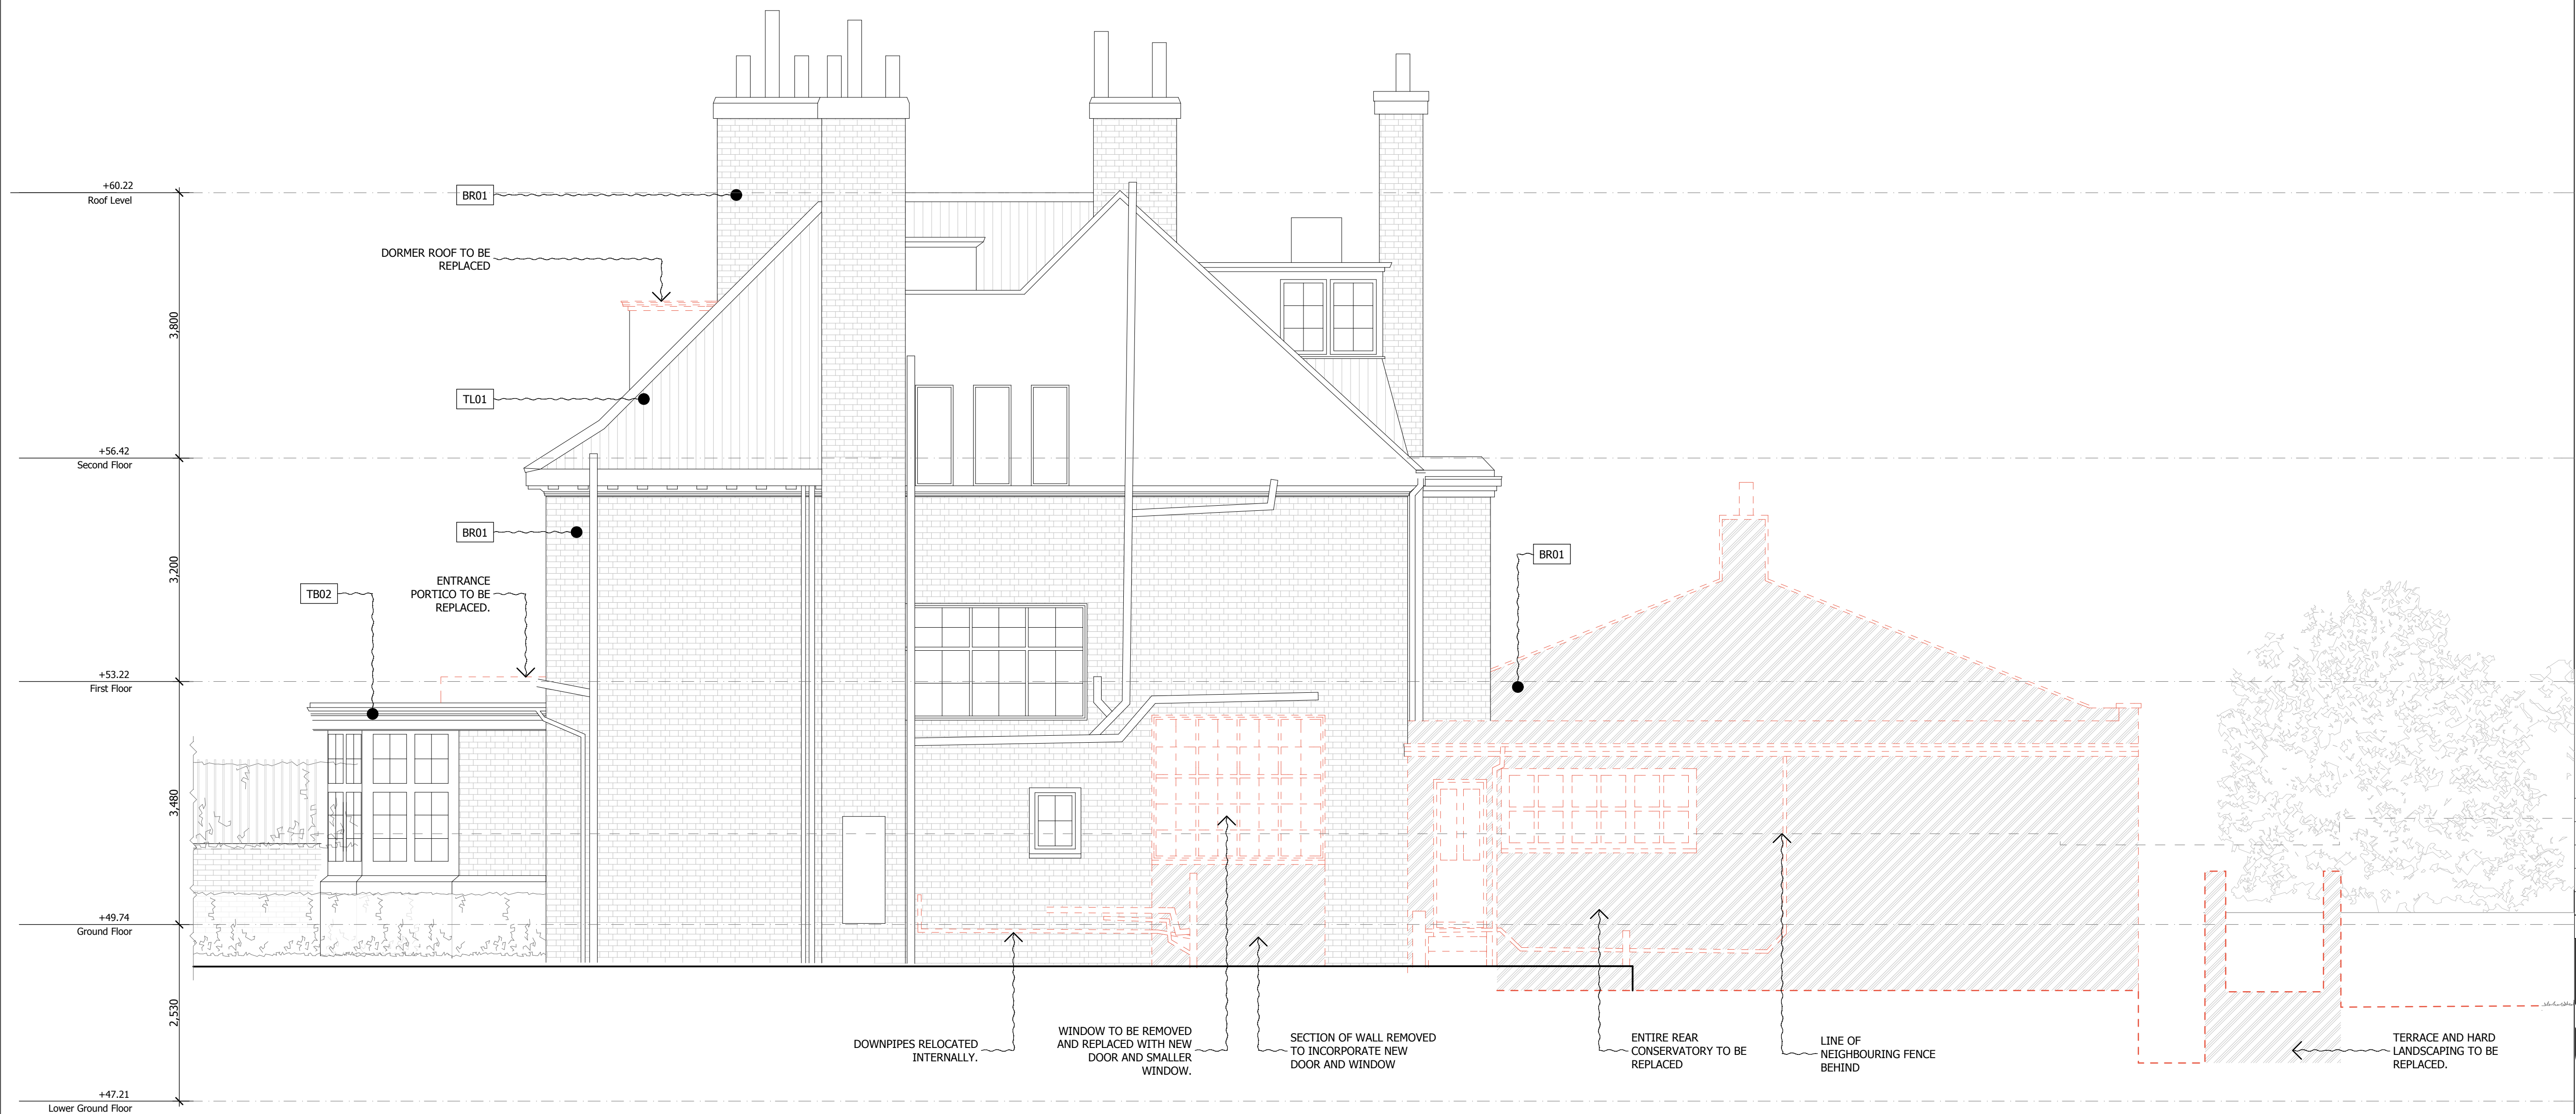 +60.22
Roof Level
BR01
DORMER ROOF TO BE
REPLACED
3,800
TL01
+56.42
Second Floor
BR01
BR01
3,200
ENTRANCE
PORTICO TO BE
REPLACED.
TB02
+53.22
First Floor
3,480
+49.74
Ground Floor
2,530
DOWNPIPES RELOCATED
INTERNALLY.
WINDOW TO BE REMOVED
AND REPLACED WITH NEW
DOOR AND SMALLER
WINDOW.
SECTION OF WALL REMOVED
TO INCORPORATE NEW
DOOR AND WINDOW
ENTIRE REAR
CONSERVATORY TO BE
REPLACED
LINE OF
NEIGHBOURING FENCE
BEHIND
TERRACE AND HARD
LANDSCAPING TO BE
REPLACED.
+47.21
Lower Ground Floor